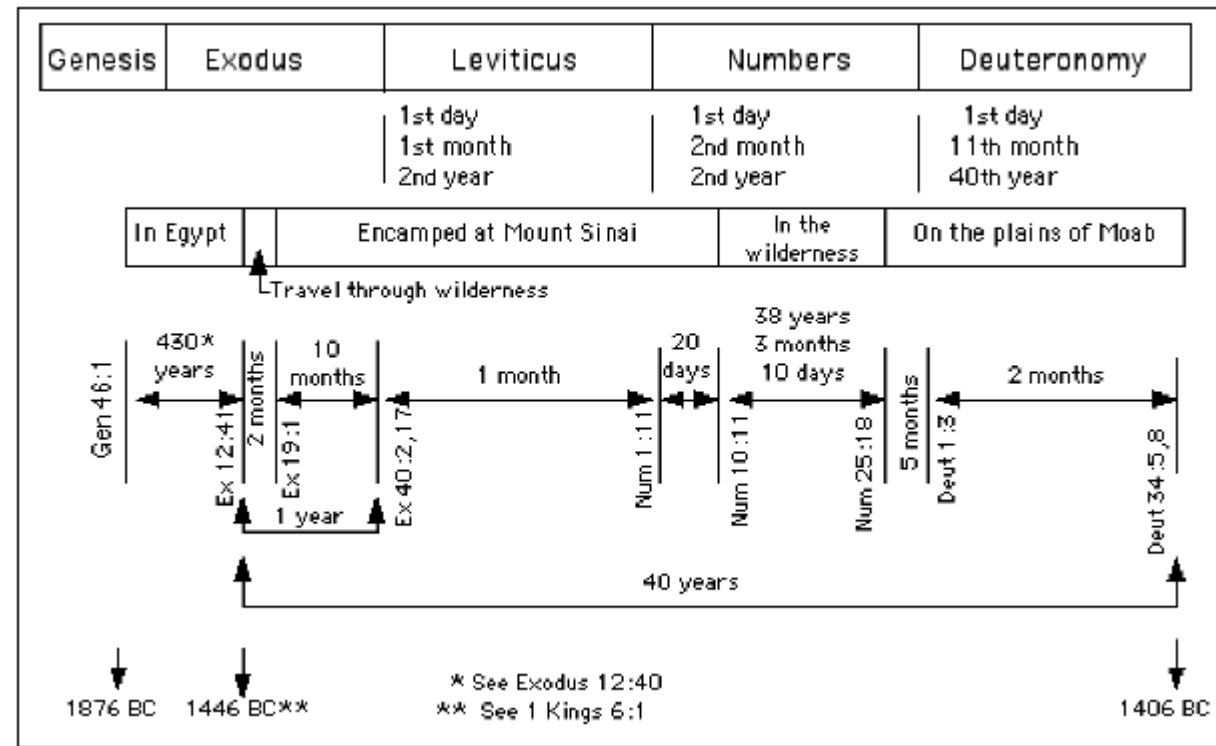 Genesis Exodus Leviticus Numbers Deuteronomy
1st day
1st month
2nd year
1st day
2nd month
2nd year
1st day
11th month
40th year
In Egypt
Encamped at Mount Sinai
In the
wilderness
On the plains of Moab
Travel through wilderness
Gen 46:1
430*
years
Ex 12:41
2 months
Ex 19:1
10
months
Ex 40:2,17
1 month
Num 1:11
20
days
Num 10:11
38 years
3 months
10 days
Num 25:18
5 months
Deut 1:3
2 months
Deut 34:5,8
1 year
40 years
1876 BC
1446 BC**
* See Exodus 12:40
** See 1 Kings 6:1
1406 BC